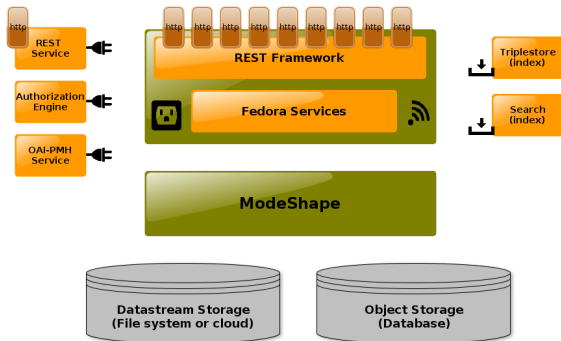 http
http http http http http http http http http
REST
Service
REST Framework
Triplestore
(index)
Authorization
Engine
Fedora Services
Search
(index)
OAI-PMH
Service
ModeShape
Datastream Storage
(File system or cloud)
Object Storage
(Database)